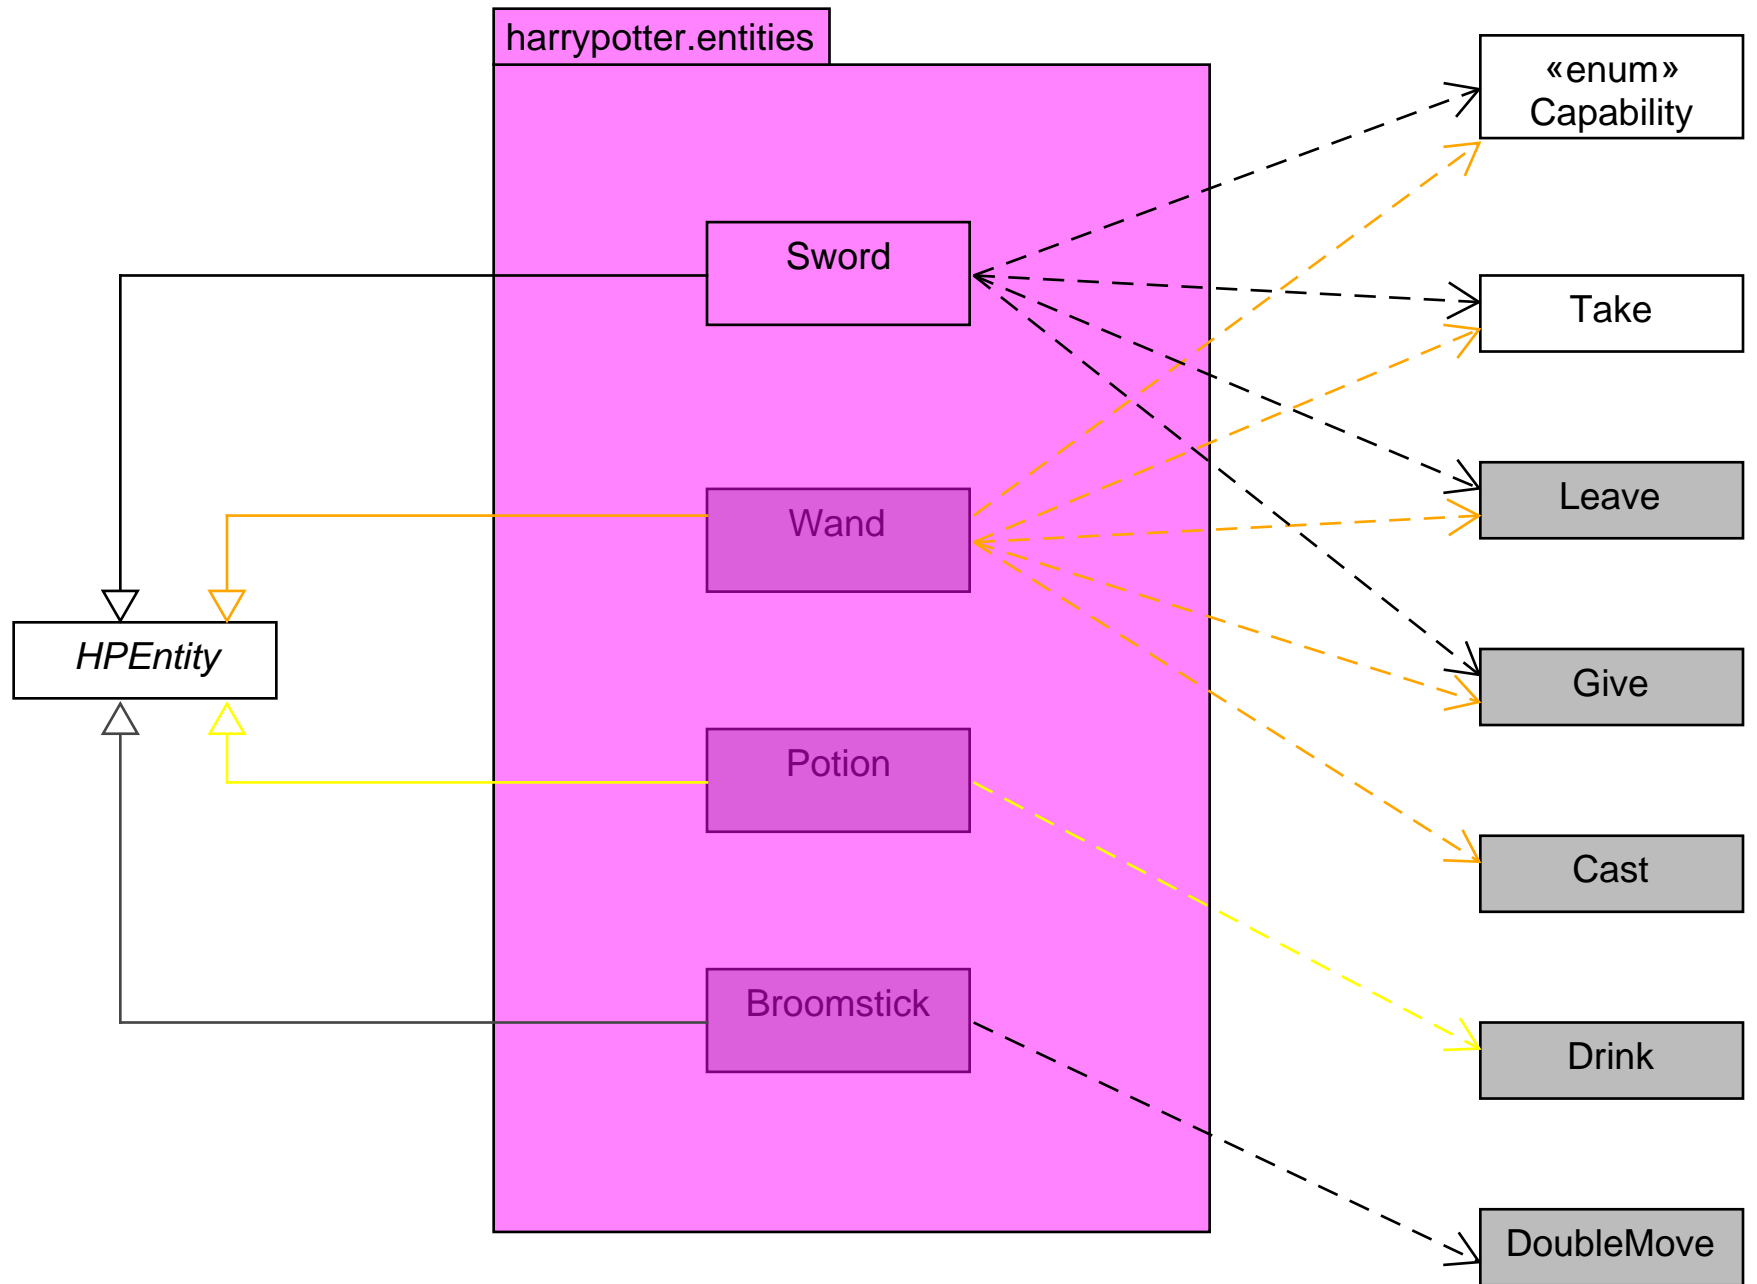 harrypotter.entities
«enum»
Capability
Sword
Take
Leave
Wand
HPEntity
Give
Potion
Cast
Broomstick
Drink
DoubleMove